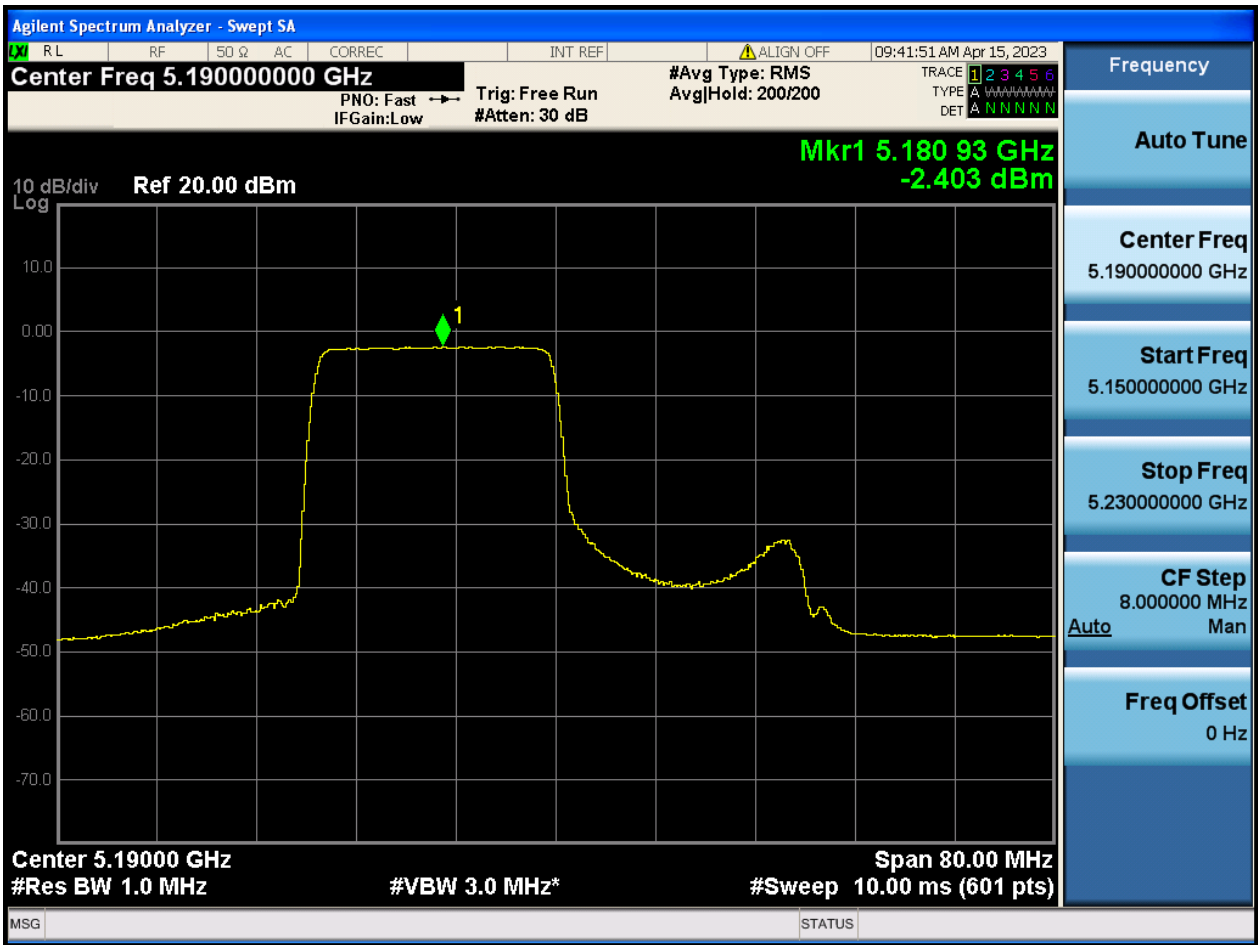 Agilent Spectrum Analyzer - Swept SA
LXI RL RF 50 Ω AC CORREC INT REF ALIGN OFF 09:41:51 AM Apr 15, 2023
Center Freq 5.190000000 GHz
PNO: Fast
IFGain:Low
Trig: Free Run
#Atten: 30 dB
#Avg Type: RMS
Avg|Hold: 200/200
TRACE 1 2 3 4 5 6
TYPE A WWWWW
DET A N N N N N
Mkr1 5.180 93 GHz
-2.403 dBm
10 dB/div Ref 20.00 dBm
Log
10.0
1
0.00
-10.0
-20.0
-30.0
-40.0
-50.0
-60.0
-70.0
Center 5.19000 GHz Span 80.00 MHz
#Res BW 1.0 MHz #VBW 3.0 MHz* #Sweep 10.00 ms (601 pts)
Frequency
Auto Tune
Center Freq
5.190000000 GHz
Start Freq
5.150000000 GHz
Stop Freq
5.230000000 GHz
CF Step
8.000000 MHz
Auto Man
Freq Offset
0 Hz
MSG STATUS